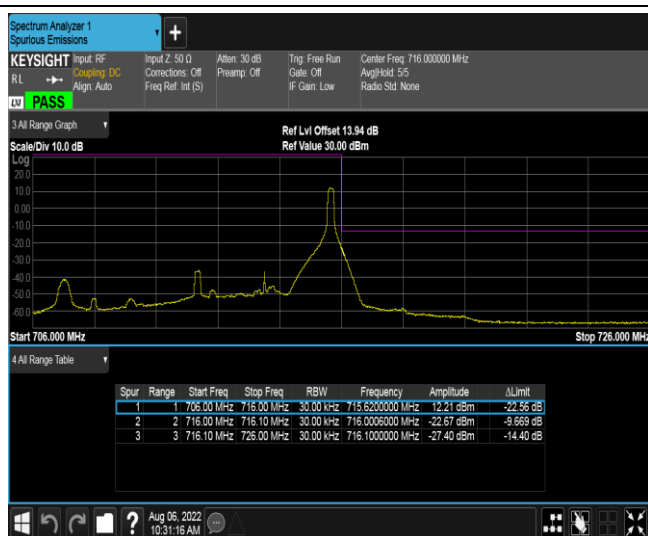 Spectrum Analyzer 1
Spurious Emissions
KEYSIGHT Input: RF Input Z: 50 Ω Atten: 30 dB Trig: Free Run Center Freq: 716.000000 MHz
RL Coupling: DC Corrections: Off Preamp: Off Gate: Off Avg|Hold: 5/5
Align: Auto Freq Ref: Int (S) IF Gain: Low Radio Std: None
LXI PASS
3 All Range Graph
Ref Lvl Offset 13.94 dB
Scale/Div 10.0 dB Ref Value 30.00 dBm
Log
20.0
10.0
0.00
-10.0
-20.0
-30.0
-40.0
-50.0
-60.0
Start 706.000 MHz Stop 726.000 MHz
4 All Range Table
Spur Range Start Freq Stop Freq RBW Frequency Amplitude ΔLimit
1 1 706.00 MHz 716.00 MHz 30.00 kHz 715.6200000 MHz 12.21 dBm -22.56 dB
2 2 716.00 MHz 716.10 MHz 30.00 kHz 716.0006000 MHz -22.67 dBm -9.669 dB
3 3 716.10 MHz 726.00 MHz 30.00 kHz 716.1000000 MHz -27.40 dBm -14.40 dB
? Aug 06, 2022
10:31:16 AM